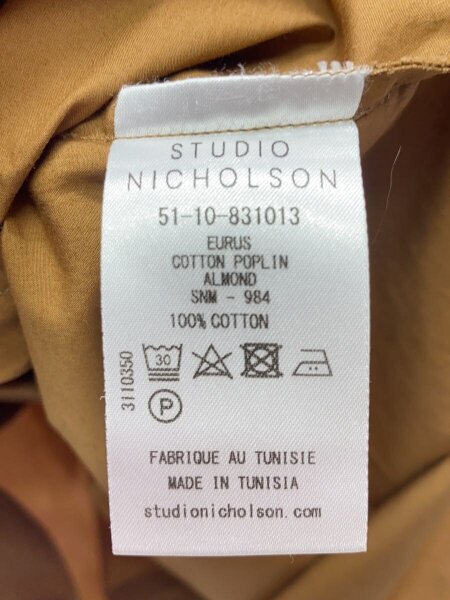 STUDIO
NICHOLSON
51-10-831013
EURUS
COTTON POPLIN
ALMOND
SNM - 984
100% COTTON
3110350
30
P
FABRIQUE AU TUNISIE
MADE IN TUNISIA
studionicholson.com